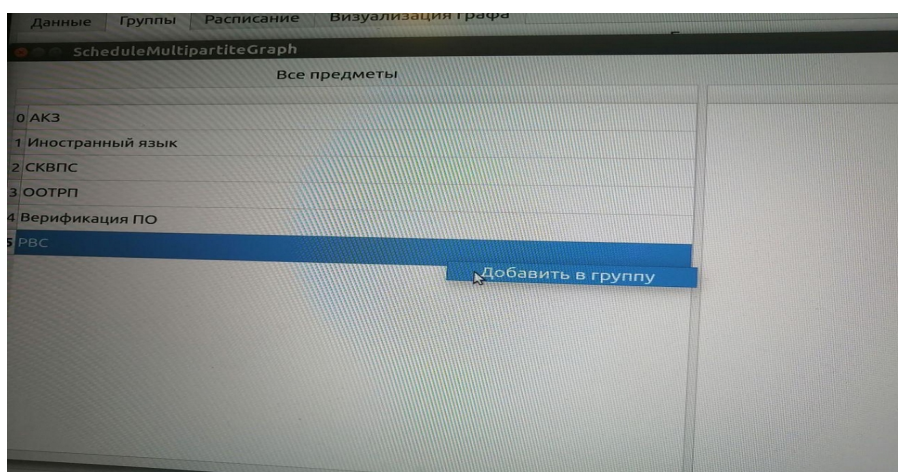 Данные Группы Расписание Визуализация графа
ScheduleMultipartiteGraph
Все предметы
0 АКЗ
1 Иностранный язык
2 СКВПС
3 ООТРП
4 Верификация ПО
5 РВС
Добавить в группу